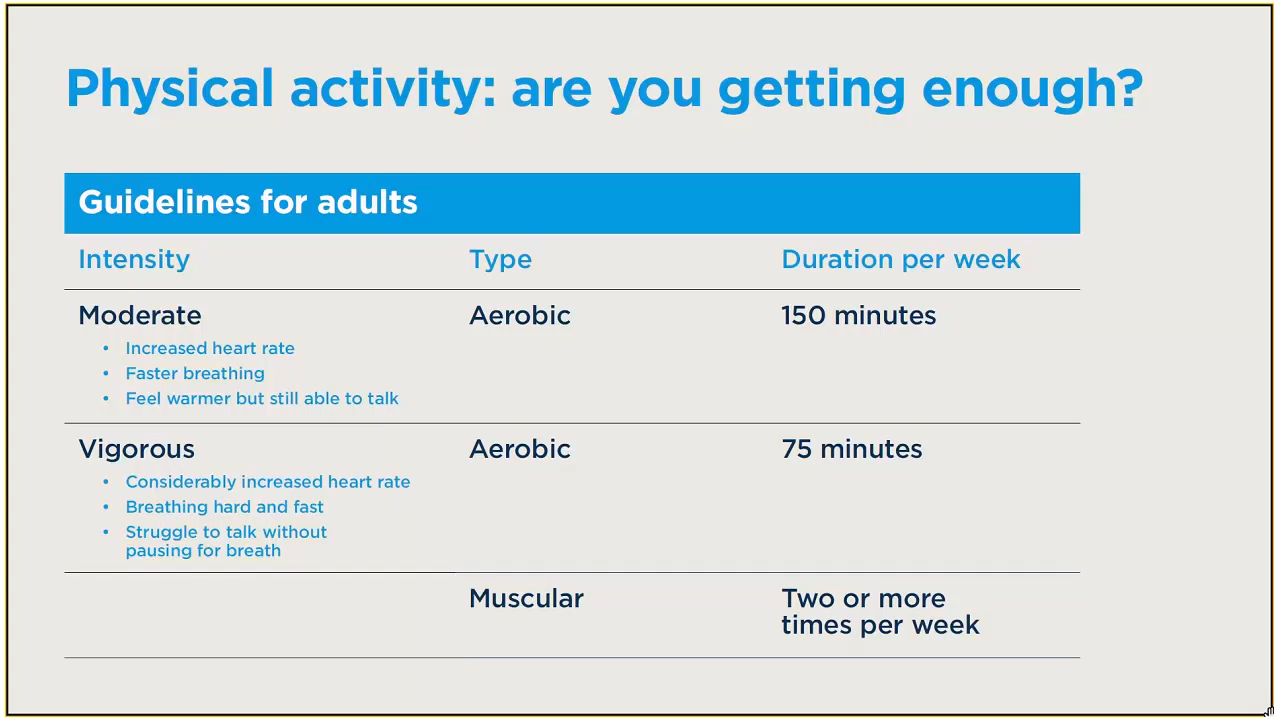 Physical activity: are you getting enough?
Guidelines for adults
Intensity Type Duration per week
Moderate Aerobic 150 minutes
• Increased heart rate
• Faster breathing
• Feel warmer but still able to talk
Vigorous Aerobic 75 minutes
• Considerably increased heart rate
• Breathing hard and fast
• Struggle to talk without
pausing for breath
Muscular Two or more
times per week